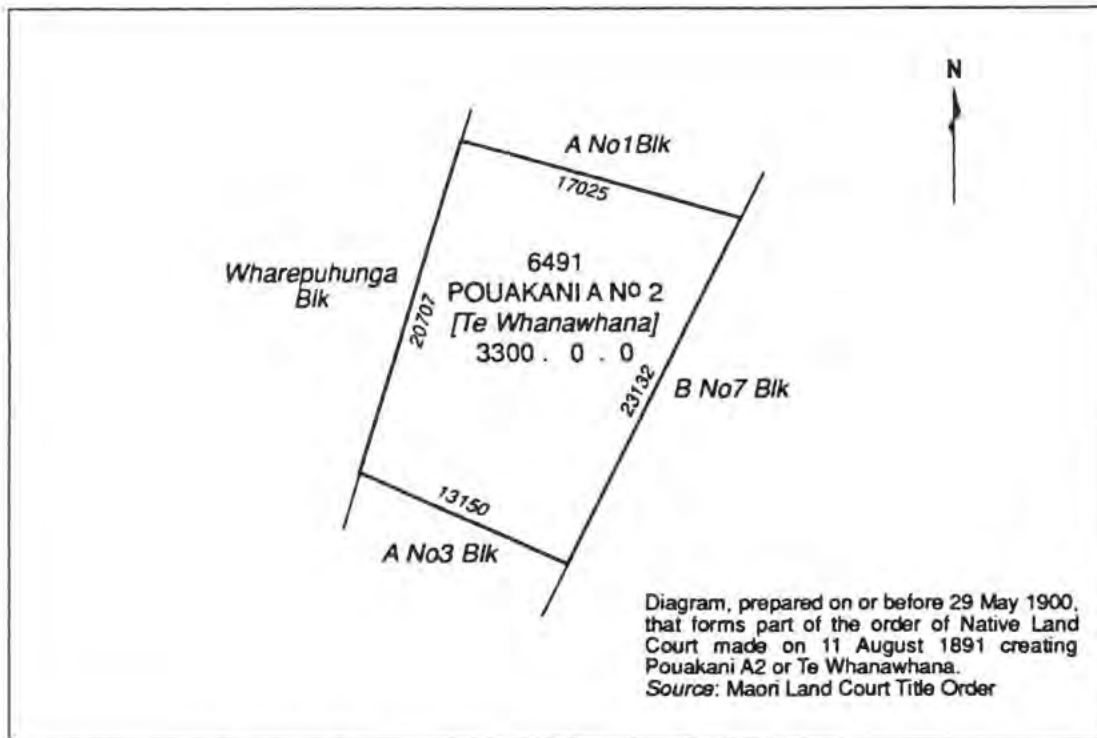 N
A No1Blk
17025
Wharepuhunga
Blk
20707
6491
POUAKANI A Nº 2
[Te Whanawhana]
3300 . 0 . 0
23132
B No7 Blk
13150
A No3 Blk
Diagram, prepared on or before 29 May 1900,
that forms part of the order of Native Land
Court made on 11 August 1891 creating
Pouakani A2 or Te Whanawhana.
Source: Maori Land Court Title Order